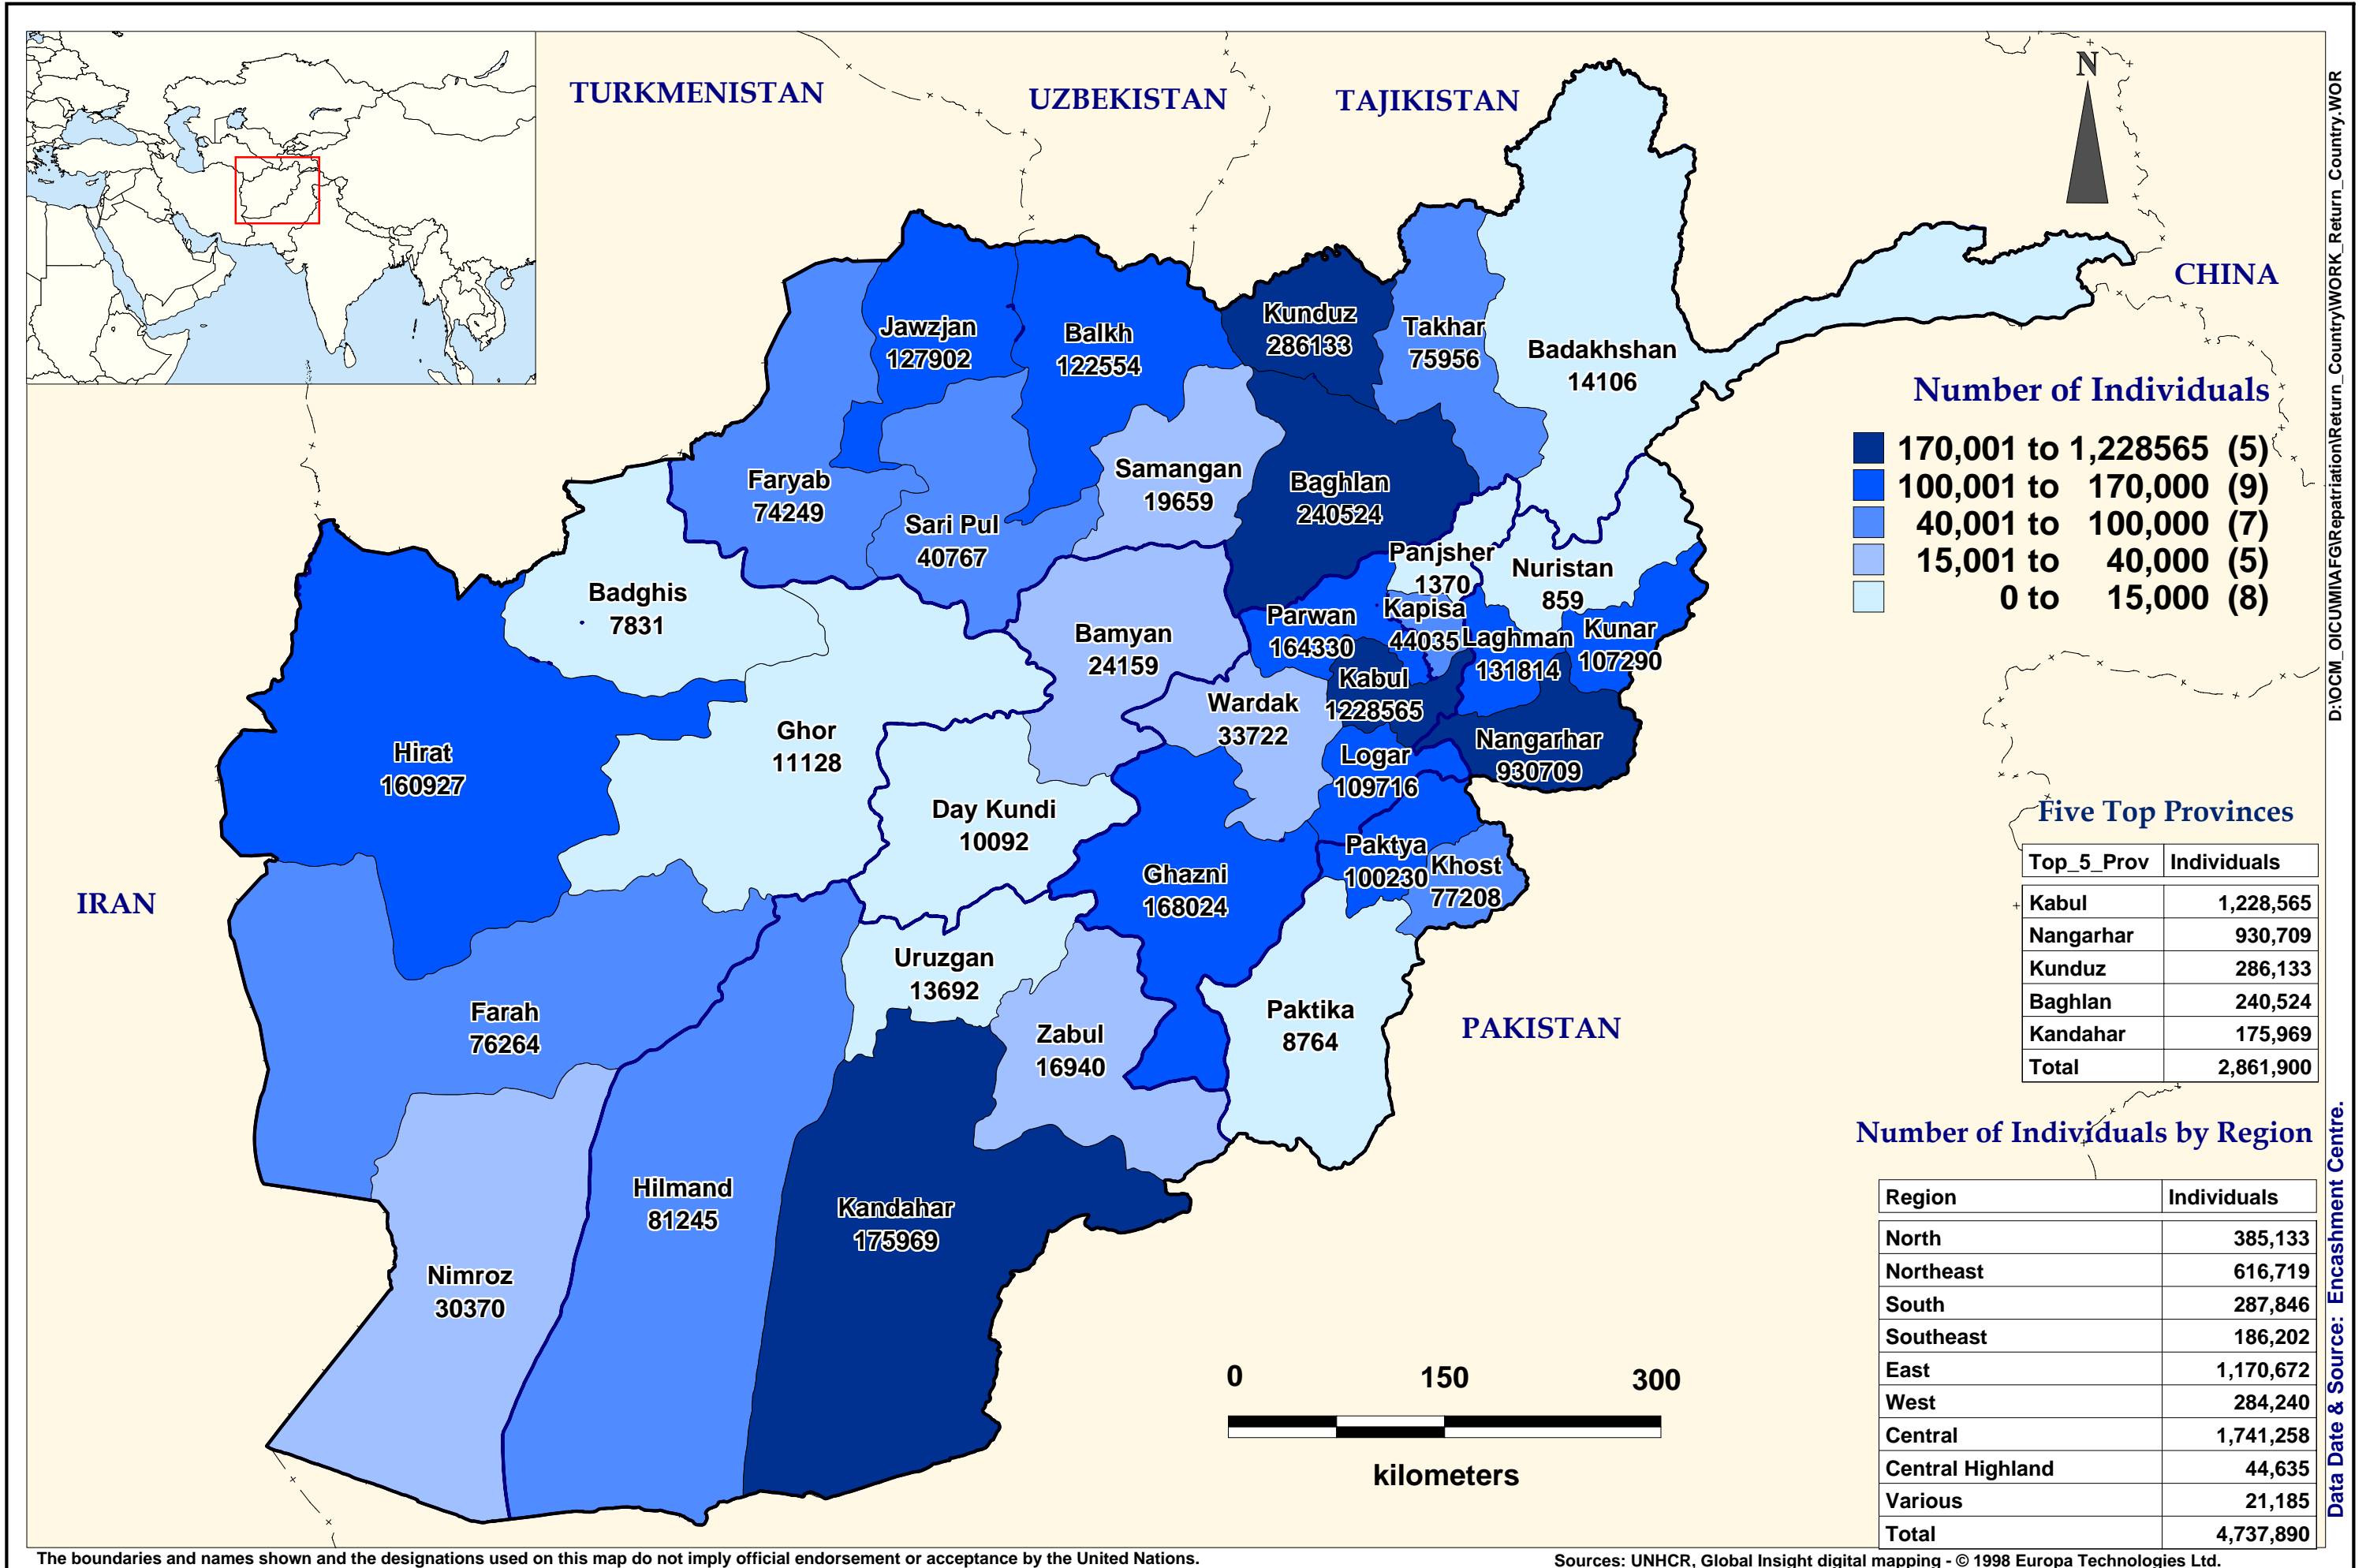 TURKMENISTAN
UZBEKISTAN
TAJIKISTAN
N
CHINA
IRAN
PAKISTAN
Jawzjan
127902
Balkh
122554
Kunduz
286133
Takhar
75956
Badakhshan
14106
Faryab
74249
Sari Pul
40767
Samangan
19659
Baghlan
240524
Badghis
7831
Panjsher
1370
Nuristan
859
Bamyan
24159
Parwan
164330
Kapisa
44035
Laghman
131814
Kunar
107290
Hirat
160927
Ghor
11128
Wardak
33722
Kabul
1228565
Nangarhar
930709
Logar
109716
Day Kundi
10092
Ghazni
168024
Paktya
100230
Khost
77208
Uruzgan
13692
Farah
76264
Zabul
16940
Paktika
8764
Hilmand
81245
Kandahar
175969
Nimroz
30370
Number of Individuals
170,001 to 1,228565 (5)
100,001 to 170,000 (9)
40,001 to 100,000 (7)
15,001 to 40,000 (5)
0 to 15,000 (8)
Five Top Provinces
Top_5_Prov Individuals
Kabul 1,228,565
Nangarhar 930,709
Kunduz 286,133
Baghlan 240,524
Kandahar 175,969
Total 2,861,900
Number of Individuals by Region
Region Individuals
North 385,133
Northeast 616,719
South 287,846
Southeast 186,202
East 1,170,672
West 284,240
Central 1,741,258
Central Highland 44,635
Various 21,185
Total 4,737,890
0 150 300
kilometers
D:\OCM_OICU\MIAFG\Repatriation\Return_Country\WORK_Return_Country.WOR
Data Date & Source: Encashment Centre.
The boundaries and names shown and the designations used on this map do not imply official endorsement or acceptance by the United Nations.
Sources: UNHCR, Global Insight digital mapping - © 1998 Europa Technologies Ltd.